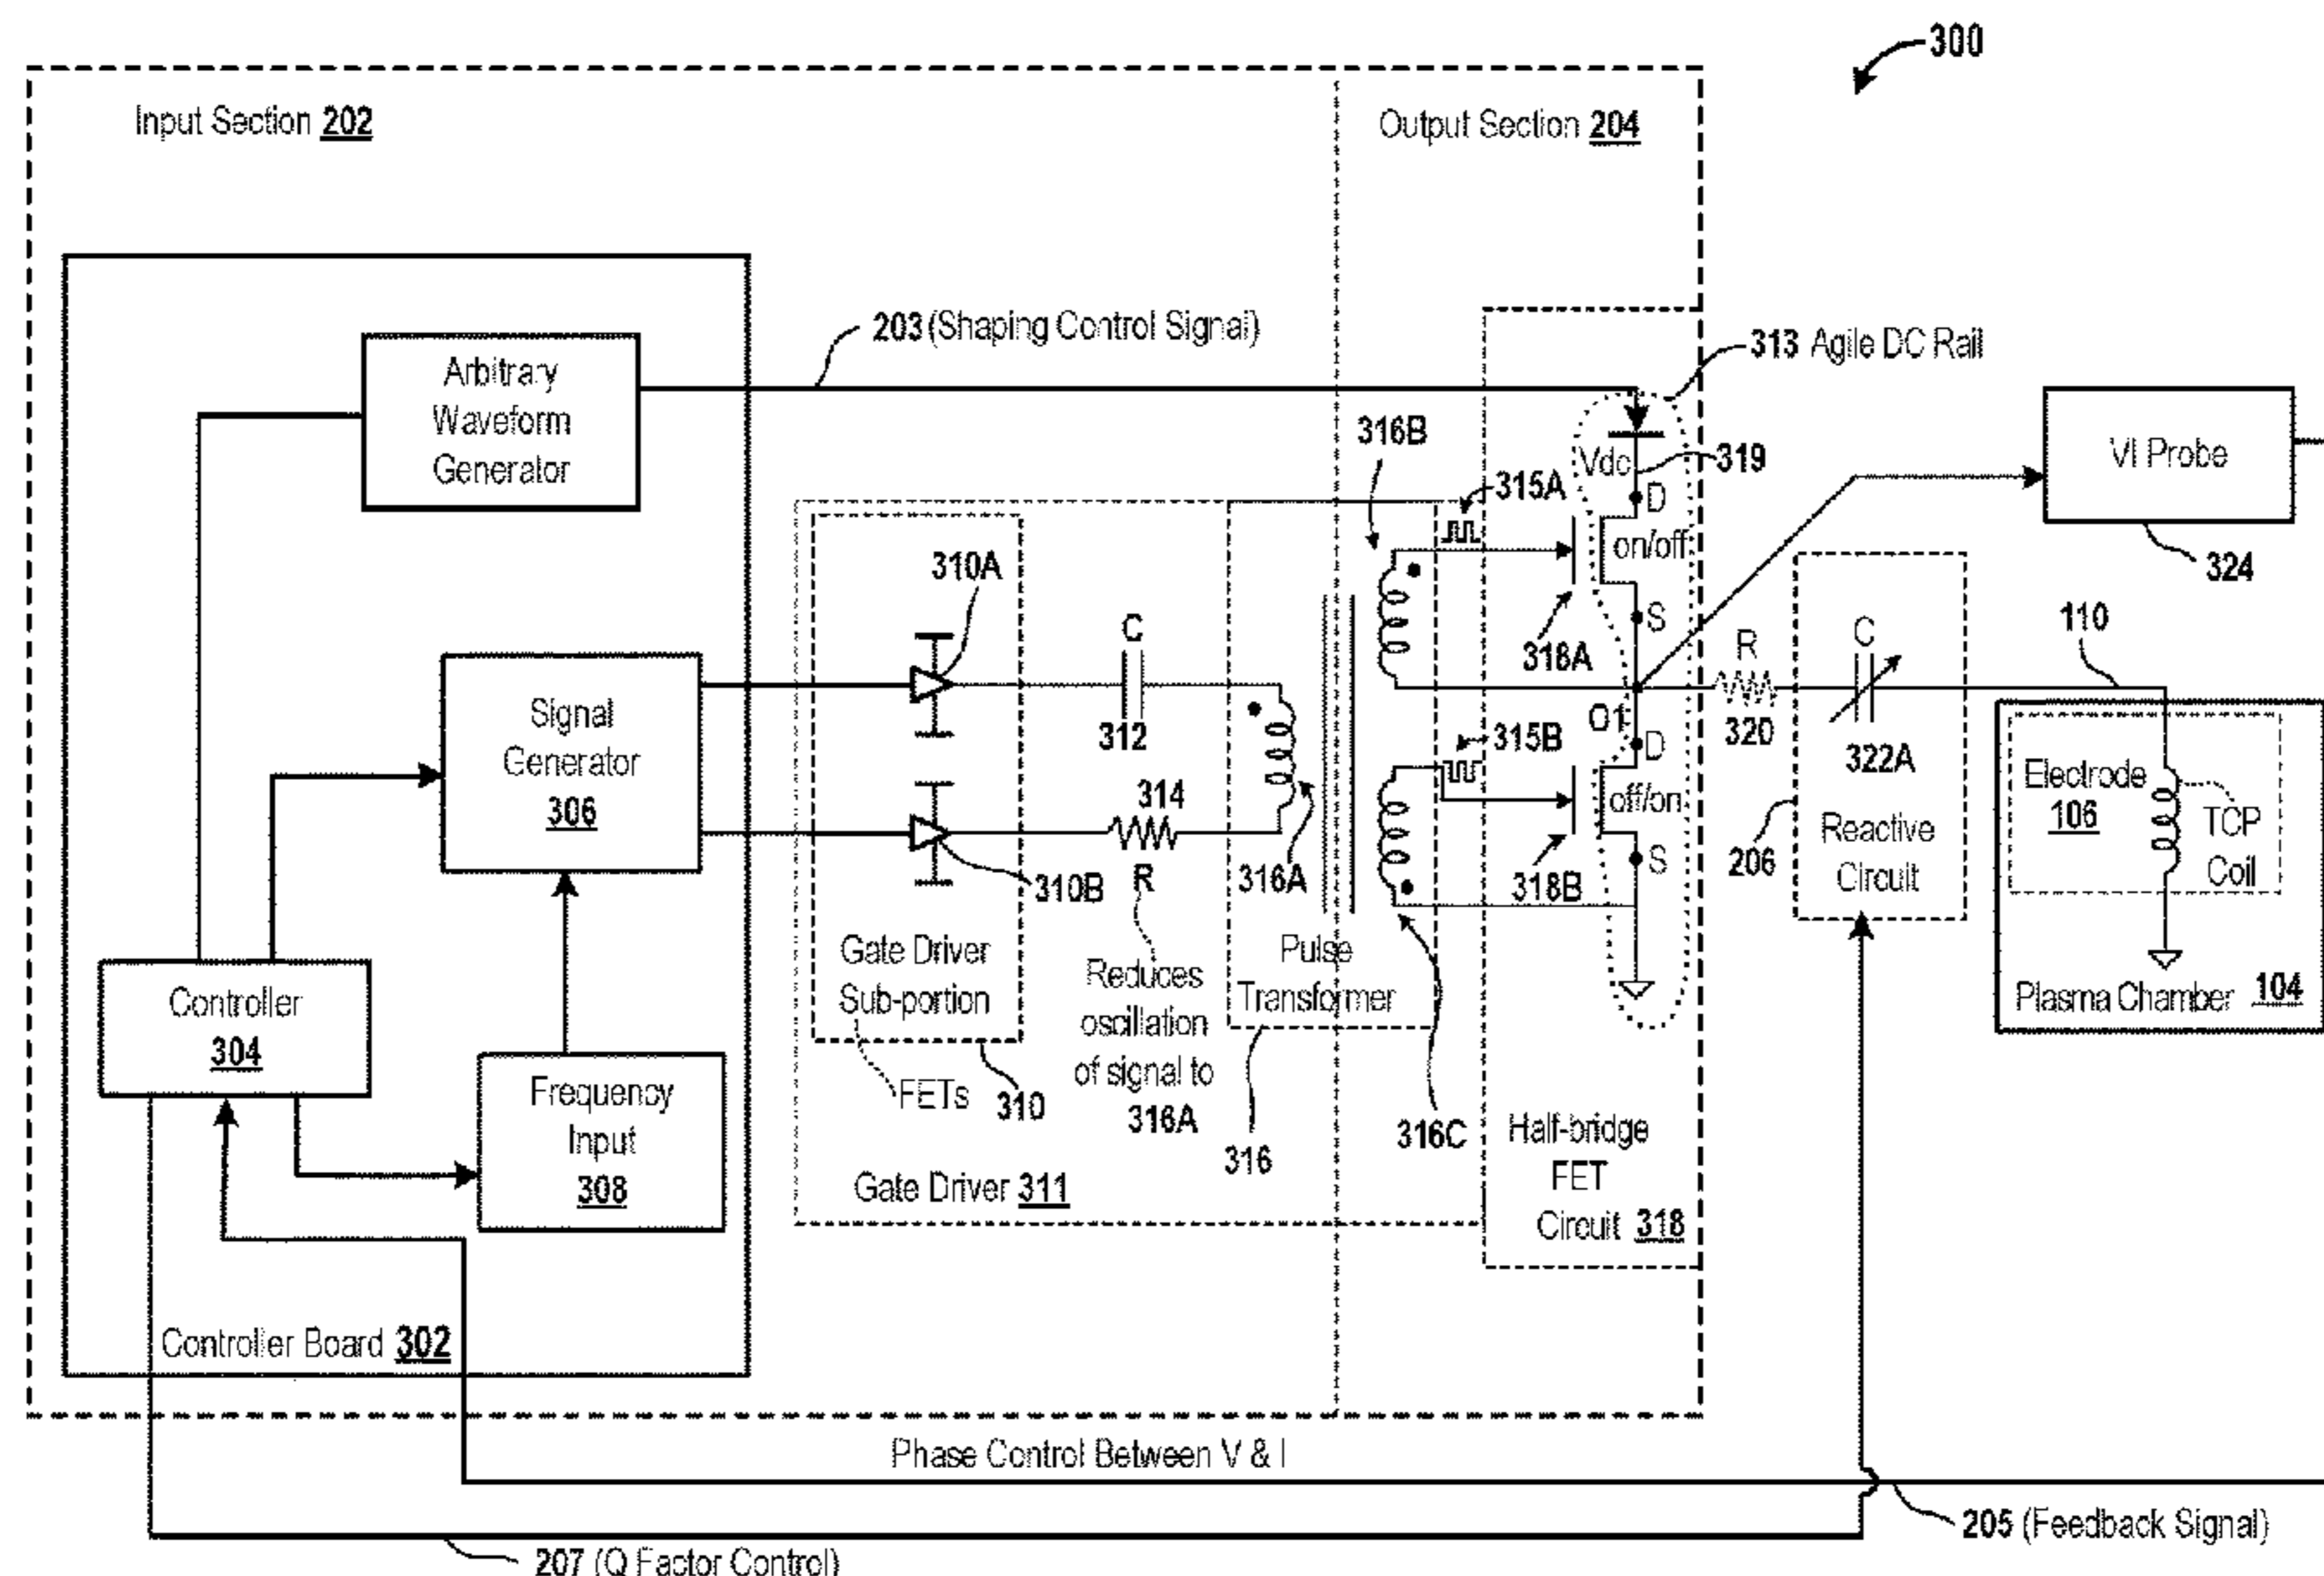 300
Input Section 202
Output Section 204
203 (Shaping Control Signal)
313 Agile DC Rail
Arbitrary
Waveform
Generator
316B
Vdc
319
VI Probe
315A
D
on/off
324
310A
S
C
318A
R
C
110
Signal
Generator
306
312
O1
320
322A
315B
D
314
off/on
Electrode
106
TCP
Coil
Reactive
Circuit
206
310B
R
316A
318B
S
Gate Driver
Sub-portion
Reduces
oscillation
of signal to
316A
Pulse
Transformer
Plasma Chamber 104
Controller
304
FETs
310
Frequency
Input
308
316
316C
Half-bridge
FET
Circuit 318
Gate Driver 311
Controller Board 302
Phase Control Between V & I
205 (Feedback Signal)
207 (Q Factor Control)